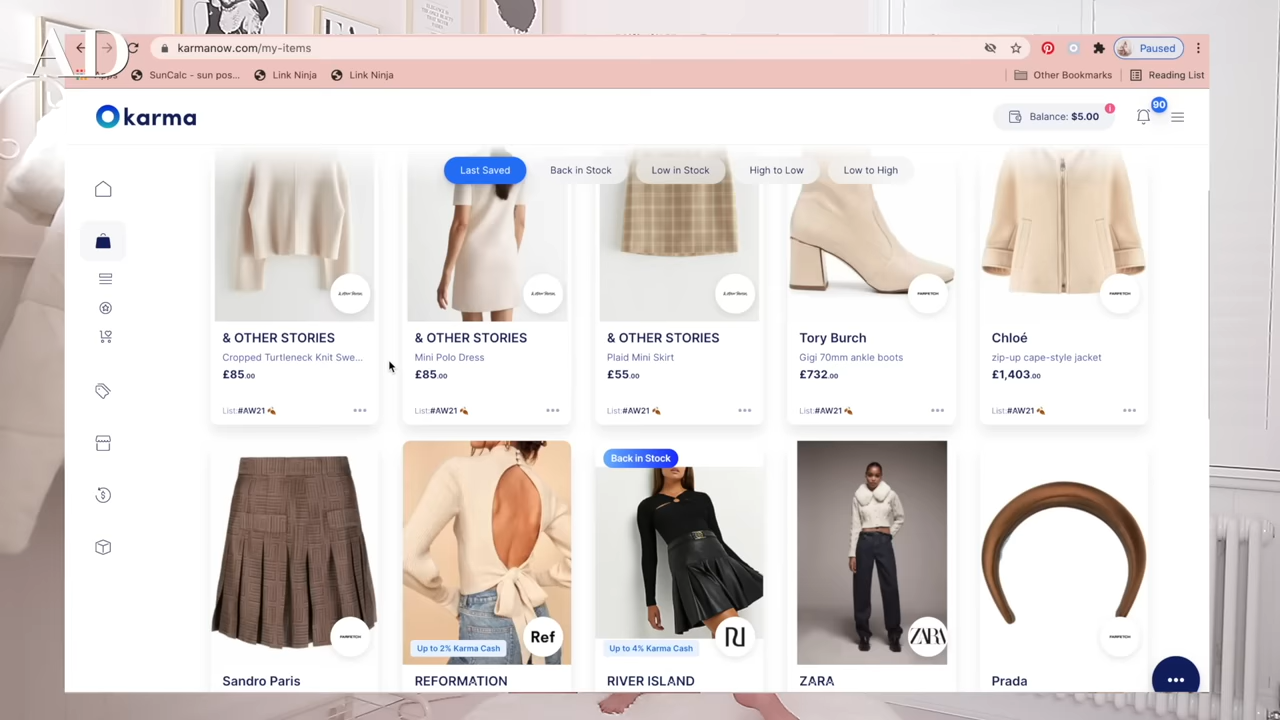 AD
karmanow.com/my-items
Paused
Apps
SunCalc - sun pos...
Link Ninja
Link Ninja
Other Bookmarks
Reading List
karma
Balance: $5.00
90
Last Saved
Back in Stock
Low in Stock
High to Low
Low to High
& OTHER STORIES
Cropped Turtleneck Knit Swe...
£85.00
List:#AW21
& OTHER STORIES
Mini Polo Dress
£85.00
List:#AW21
& OTHER STORIES
Plaid Mini Skirt
£55.00
List:#AW21
FARFETCH
Tory Burch
Gigi 70mm ankle boots
£732.00
List:#AW21
FARFETCH
Chloé
zip-up cape-style jacket
£1,403.00
List:#AW21
FARFETCH
Sandro Paris
Ref
Up to 2% Karma Cash
REFORMATION
Back in Stock
Up to 4% Karma Cash
RIVER ISLAND
ZARA
ZARA
FARFETCH
Prada